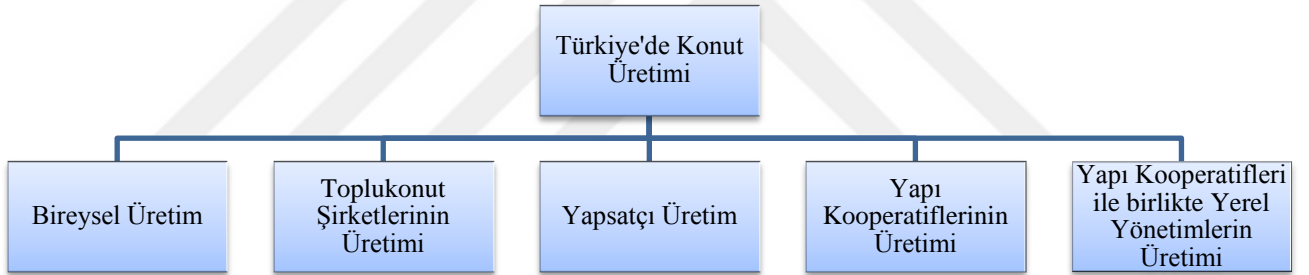 Türkiye'de Konut
Üretimi
Bireysel Üretim
Toplukonut
Şirketlerinin
Üretimi
Yapsatçı Üretim
Yapı
Kooperatiflerinin
Üretimi
Yapı Kooperatifleri
ile birlikte Yerel
Yönetimlerin
Üretimi